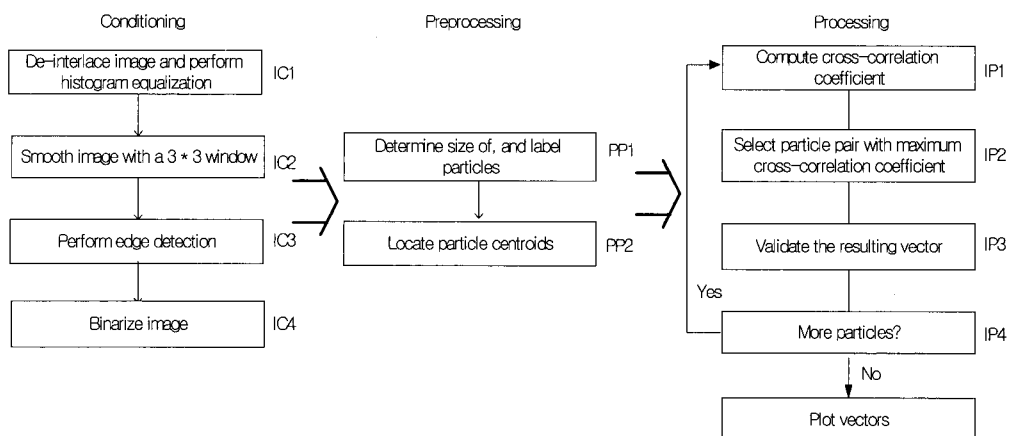 Conditioning
De-interlace image and perform
histogram equalization
IC1
Smooth image with a 3 * 3 window
IC2
Perform edge detection
IC3
Binarize image
IC4
Preprocessing
Determine size of, and label
particles
PP1
Locate particle centroids
PP2
Processing
Compute cross-correlation
coefficient
IP1
Select particle pair with maximum
cross-correlation coefficient
IP2
Validate the resulting vector
IP3
Yes
More particles?
IP4
No
Plot vectors